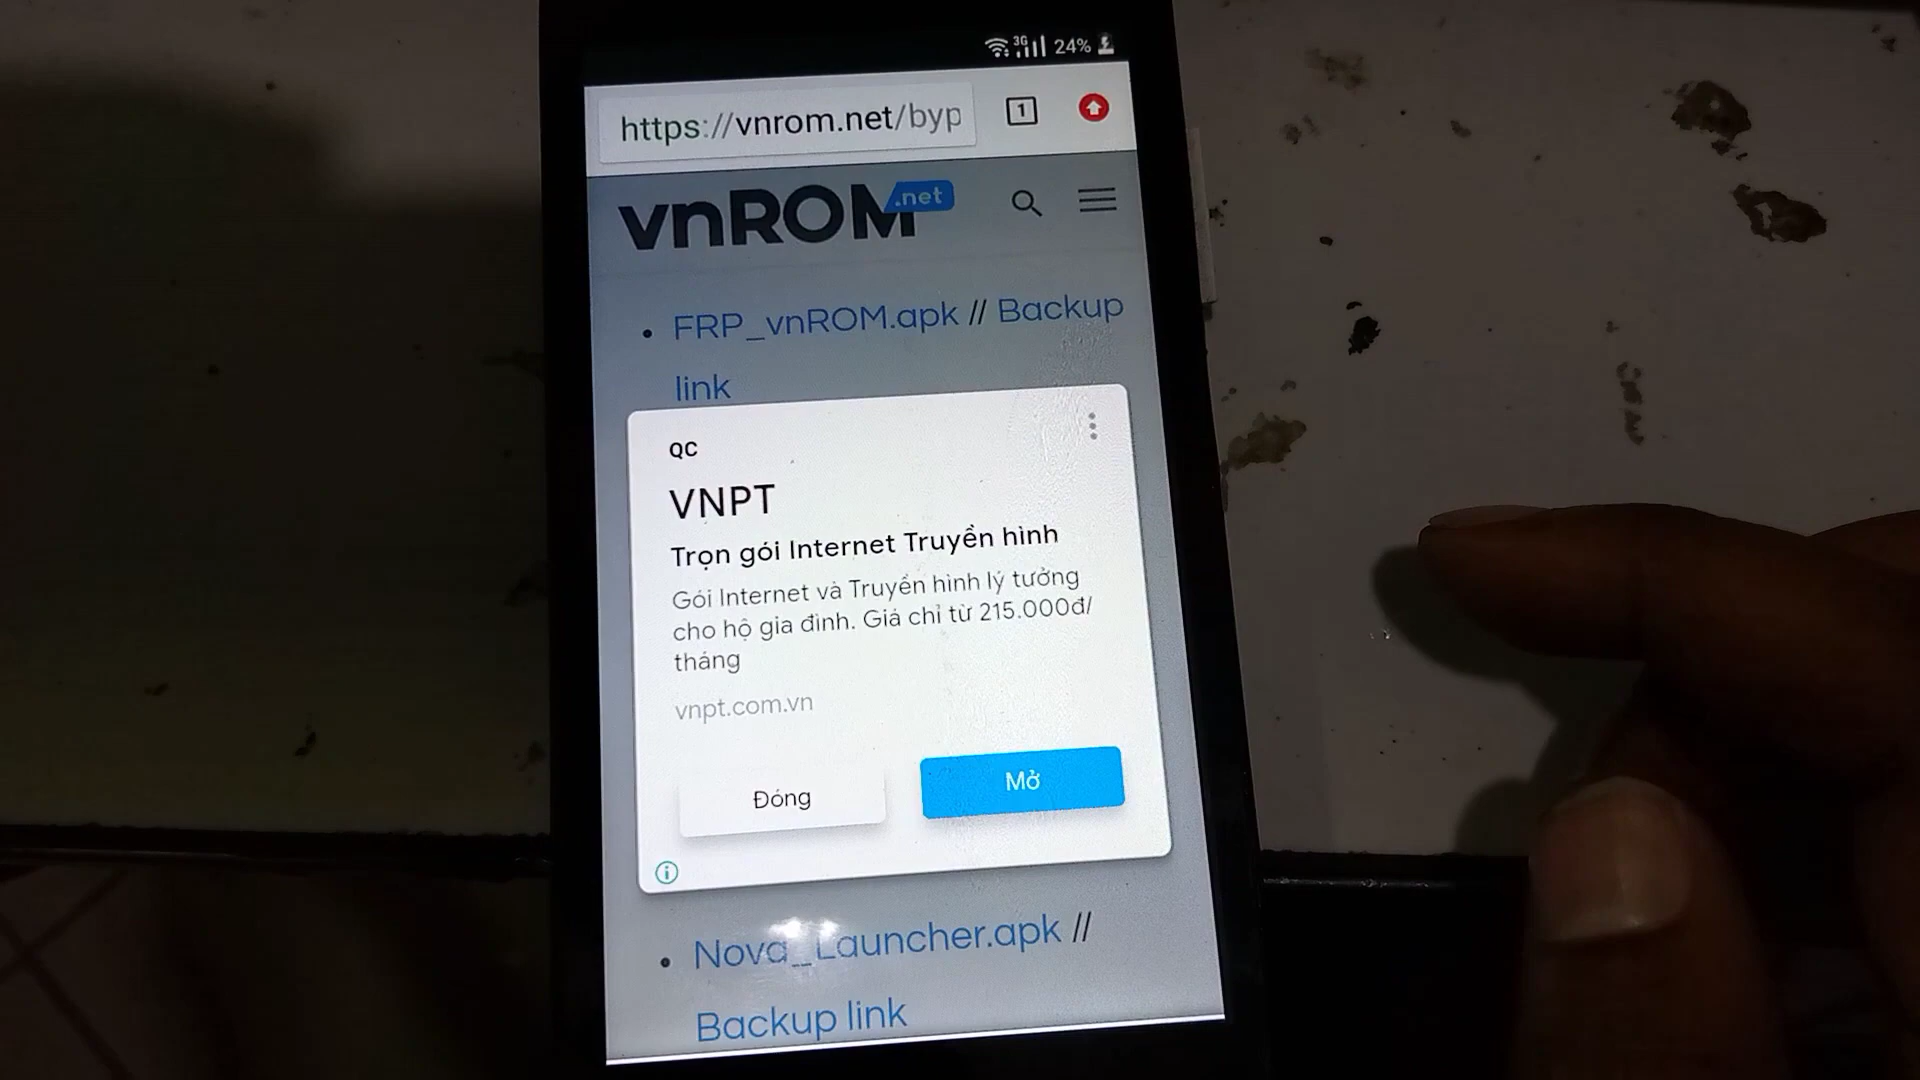 3G 24%
https://vnrom.net/byp
1
vnROM.net
FRP_vnROM.apk // Backup
link
QC
VNPT
Trọn gói Internet Truyền hình
Gói Internet và Truyền hình lý tưởng
cho hộ gia đình. Giá chỉ từ 215.000đ/
tháng
vnpt.com.vn
Đóng
Mở
Nova_Launcher.apk //
Backup link